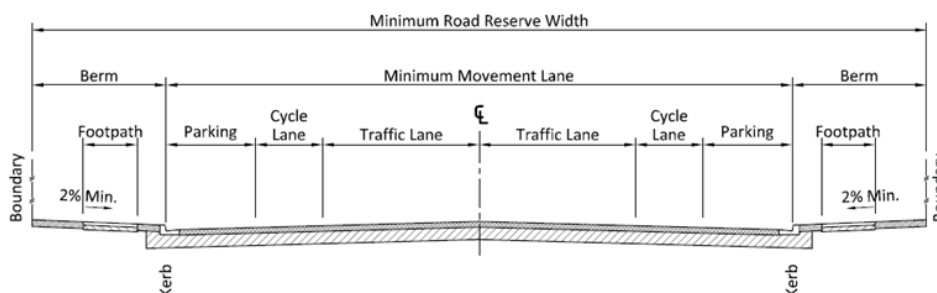 Minimum Road Reserve Width
Berm
Minimum Movement Lane
Berm
Footpath
Parking
Cycle
Lane
Traffic Lane
℄
Traffic Lane
Cycle
Lane
Parking
Footpath
Boundary
2% Min.
2% Min.
Boundary
Kerb
Kerb